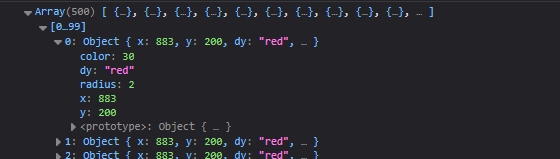 ▼ Array(500) [ {…}, {…}, {…}, {…}, {…}, {…}, {…}, {…}, {…}, {…}, … ]
▼ [0…99]
▼ 0: Object { x: 883, y: 200, dy: "red", … }
color: 30
dy: "red"
radius: 2
x: 883
y: 200
▶ <prototype>: Object { … }
▶ 1: Object { x: 883, y: 200, dy: "red", … }
▶ 2: Object { x: 883, y: 200, dy: "red", … }